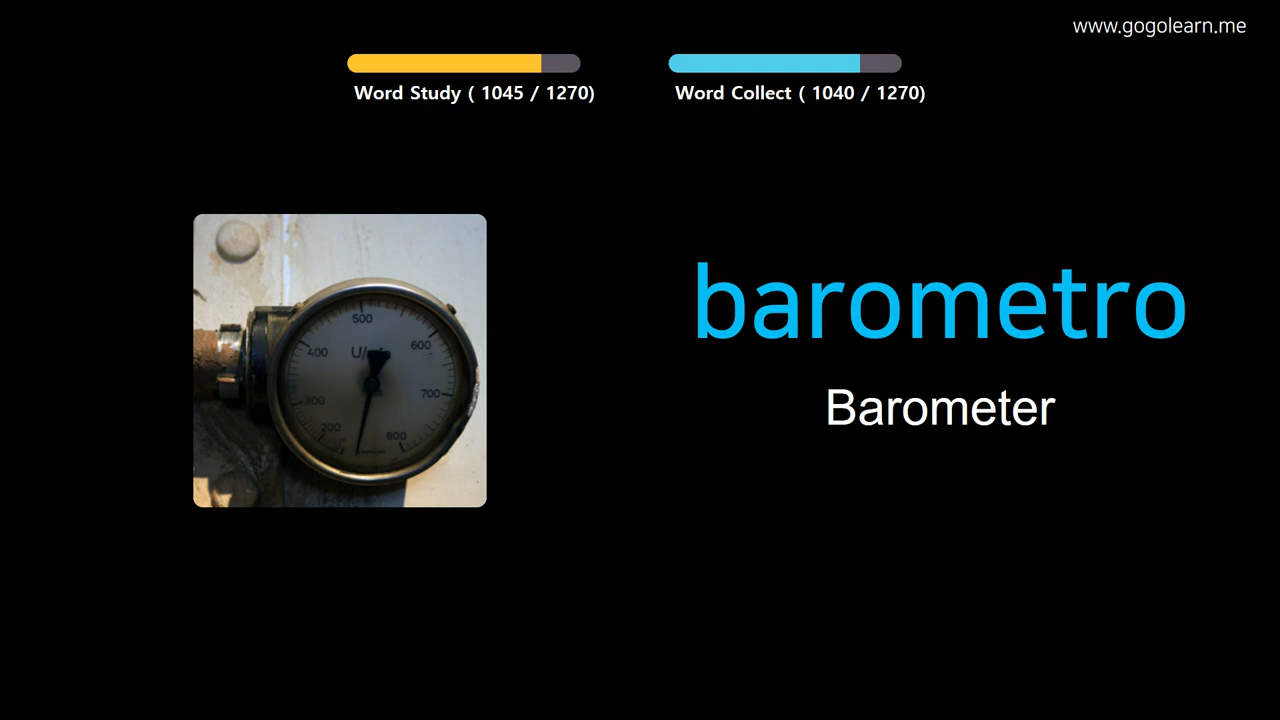 www.gogolearn.me
Word Study ( 1045 / 1270)
Word Collect ( 1040 / 1270)
barometro
Barometer
500
400
600
300
700
200
800